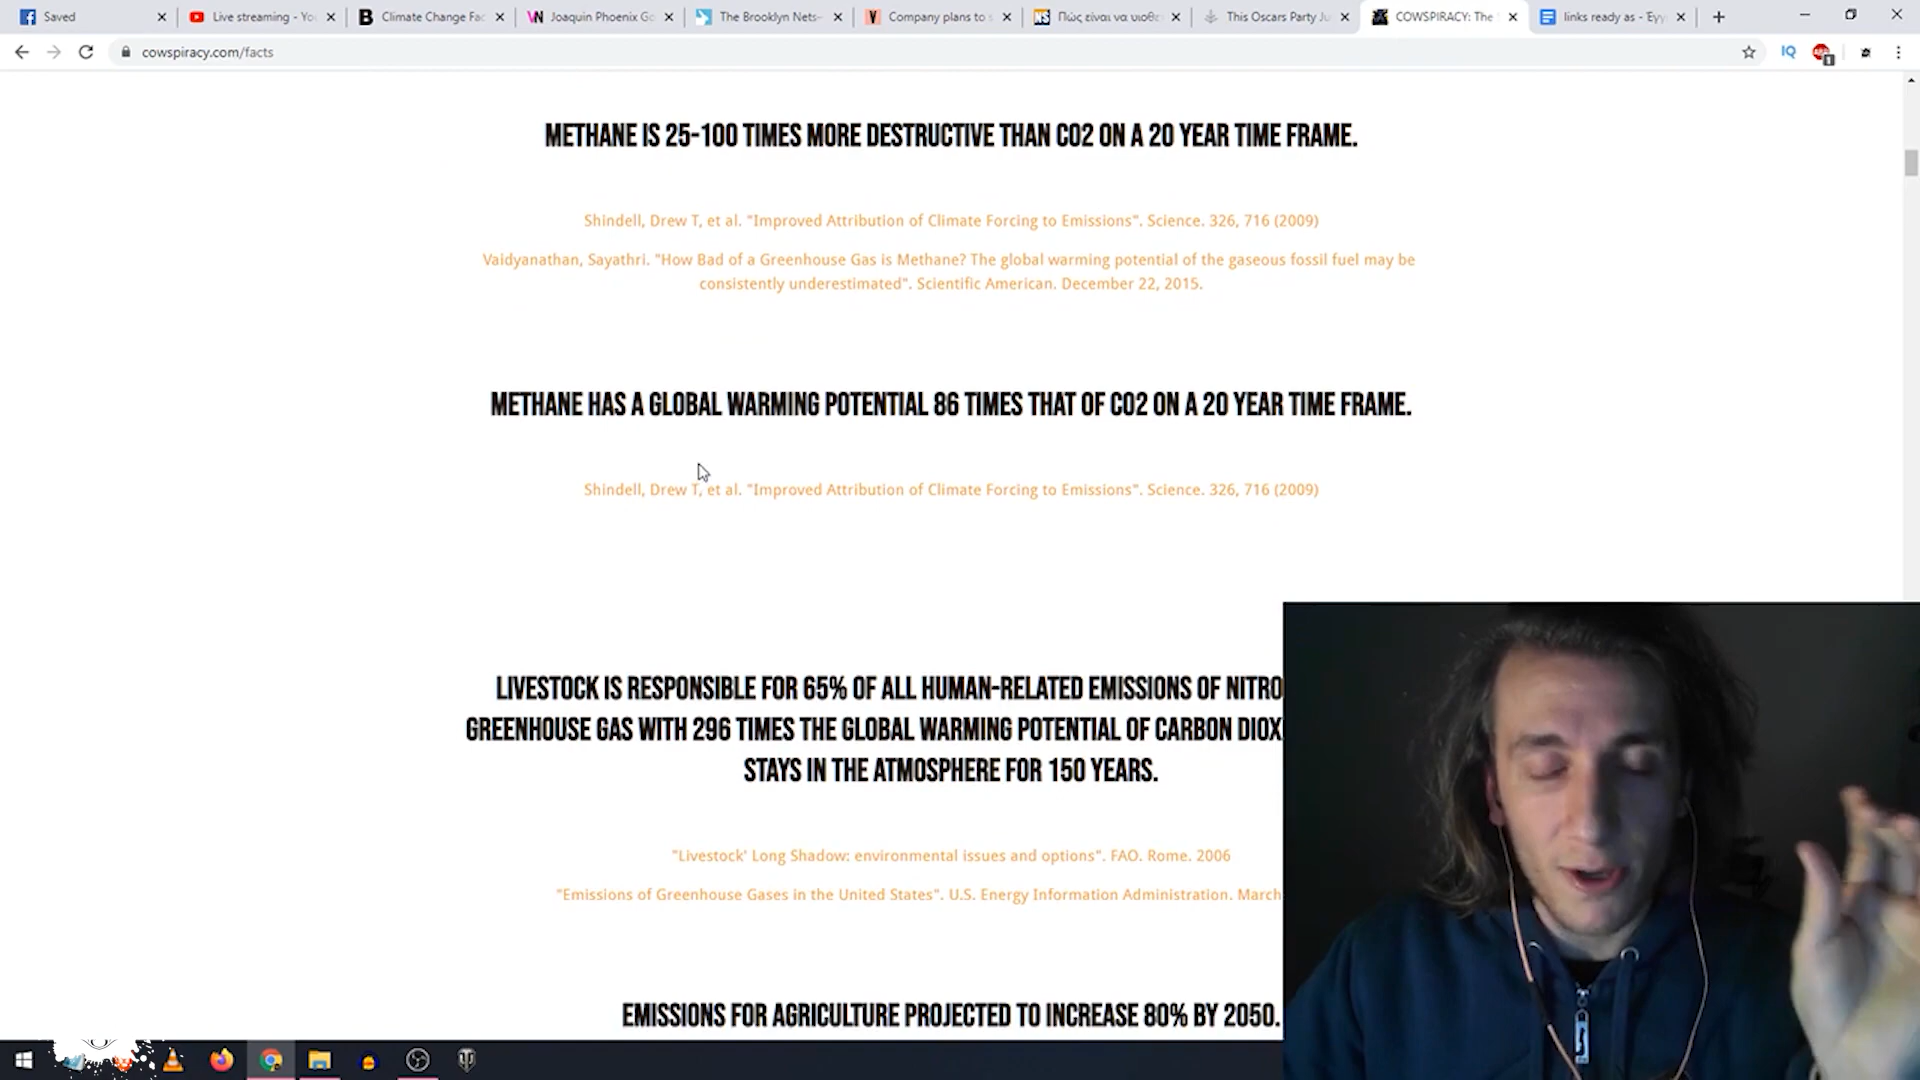 Saved
Live streaming - Yo
Climate Change Fac
Joaquin Phoenix Go
The Brooklyn Nets
Company plans to s
Πώς είναι να υιοθε
This Oscars Party Ju
COWSPIRACY: The
links ready as - Έγγ
cowspiracy.com/facts
METHANE IS 25-100 TIMES MORE DESTRUCTIVE THAN CO2 ON A 20 YEAR TIME FRAME.
Shindell, Drew T, et al. "Improved Attribution of Climate Forcing to Emissions". Science. 326, 716 (2009)
Vaidyanathan, Sayathri. "How Bad of a Greenhouse Gas is Methane? The global warming potential of the gaseous fossil fuel may be
consistently underestimated". Scientific American. December 22, 2015.
METHANE HAS A GLOBAL WARMING POTENTIAL 86 TIMES THAT OF CO2 ON A 20 YEAR TIME FRAME.
Shindell, Drew T, et al. "Improved Attribution of Climate Forcing to Emissions". Science. 326, 716 (2009)
LIVESTOCK IS RESPONSIBLE FOR 65% OF ALL HUMAN-RELATED EMISSIONS OF NITRO
GREENHOUSE GAS WITH 296 TIMES THE GLOBAL WARMING POTENTIAL OF CARBON DIOX
STAYS IN THE ATMOSPHERE FOR 150 YEARS.
"Livestock' Long Shadow: environmental issues and options". FAO. Rome. 2006
"Emissions of Greenhouse Gases in the United States". U.S. Energy Information Administration. March
EMISSIONS FOR AGRICULTURE PROJECTED TO INCREASE 80% BY 2050.